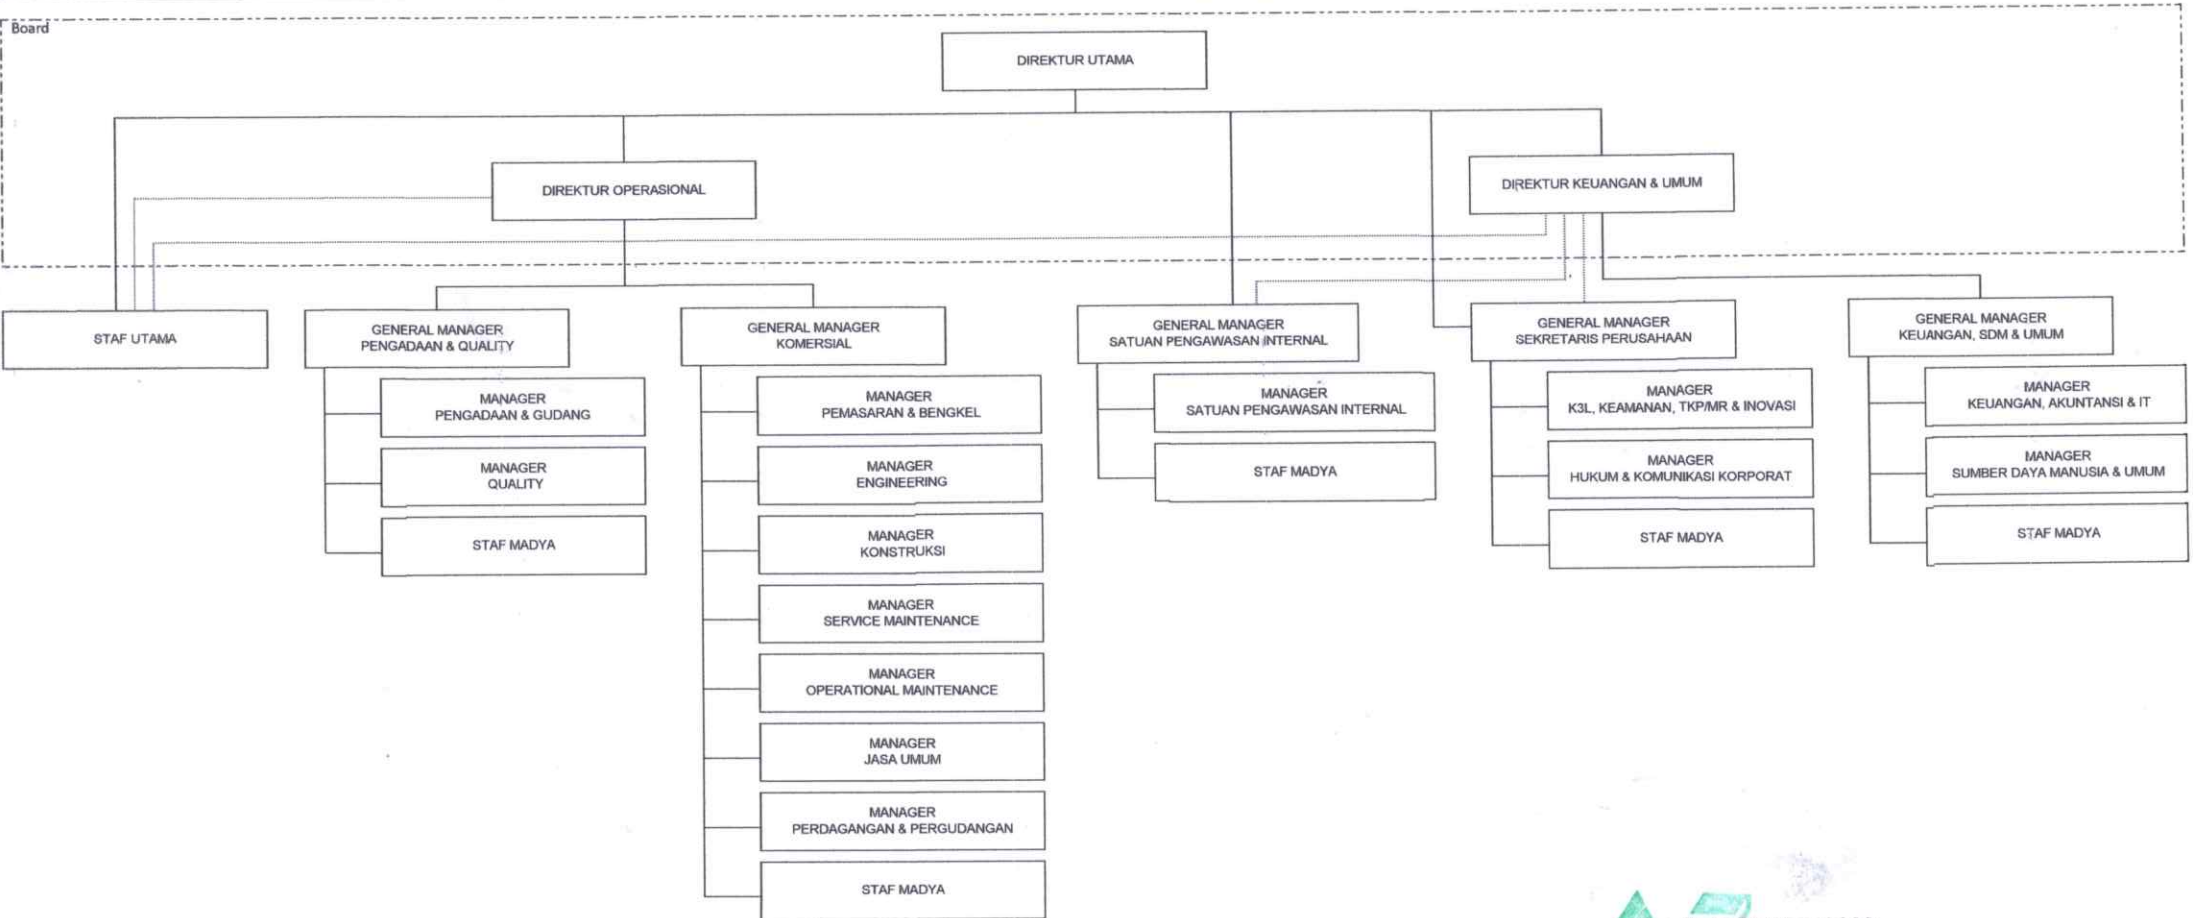 Board
DIREKTUR UTAMA
DIREKTUR OPERASIONAL
DIREKTUR KEUANGAN & UMUM
STAF UTAMA
GENERAL MANAGER
PENGADAAN & QUALITY
MANAGER
PENGADAAN & GUDANG
MANAGER
QUALITY
STAF MADYA
GENERAL MANAGER
KOMERSIAL
MANAGER
PEMASARAN & BENGKEL
MANAGER
ENGINEERING
MANAGER
KONSTRUKSI
MANAGER
SERVICE MAINTENANCE
MANAGER
OPERATIONAL MAINTENANCE
MANAGER
JASA UMUM
MANAGER
PERDAGANGAN & PERGUDANGAN
STAF MADYA
GENERAL MANAGER
SATUAN PENGAWASAN INTERNAL
MANAGER
SATUAN PENGAWASAN INTERNAL
STAF MADYA
GENERAL MANAGER
SEKRETARIS PERUSAHAAN
MANAGER
K3L, KEAMANAN, TKP/MR & INOVASI
MANAGER
HUKUM & KOMUNIKASI KORPORAT
STAF MADYA
GENERAL MANAGER
KEUANGAN, SDM & UMUM
MANAGER
KEUANGAN, AKUNTANSI & IT
MANAGER
SUMBER DAYA MANUSIA & UMUM
STAF MADYA